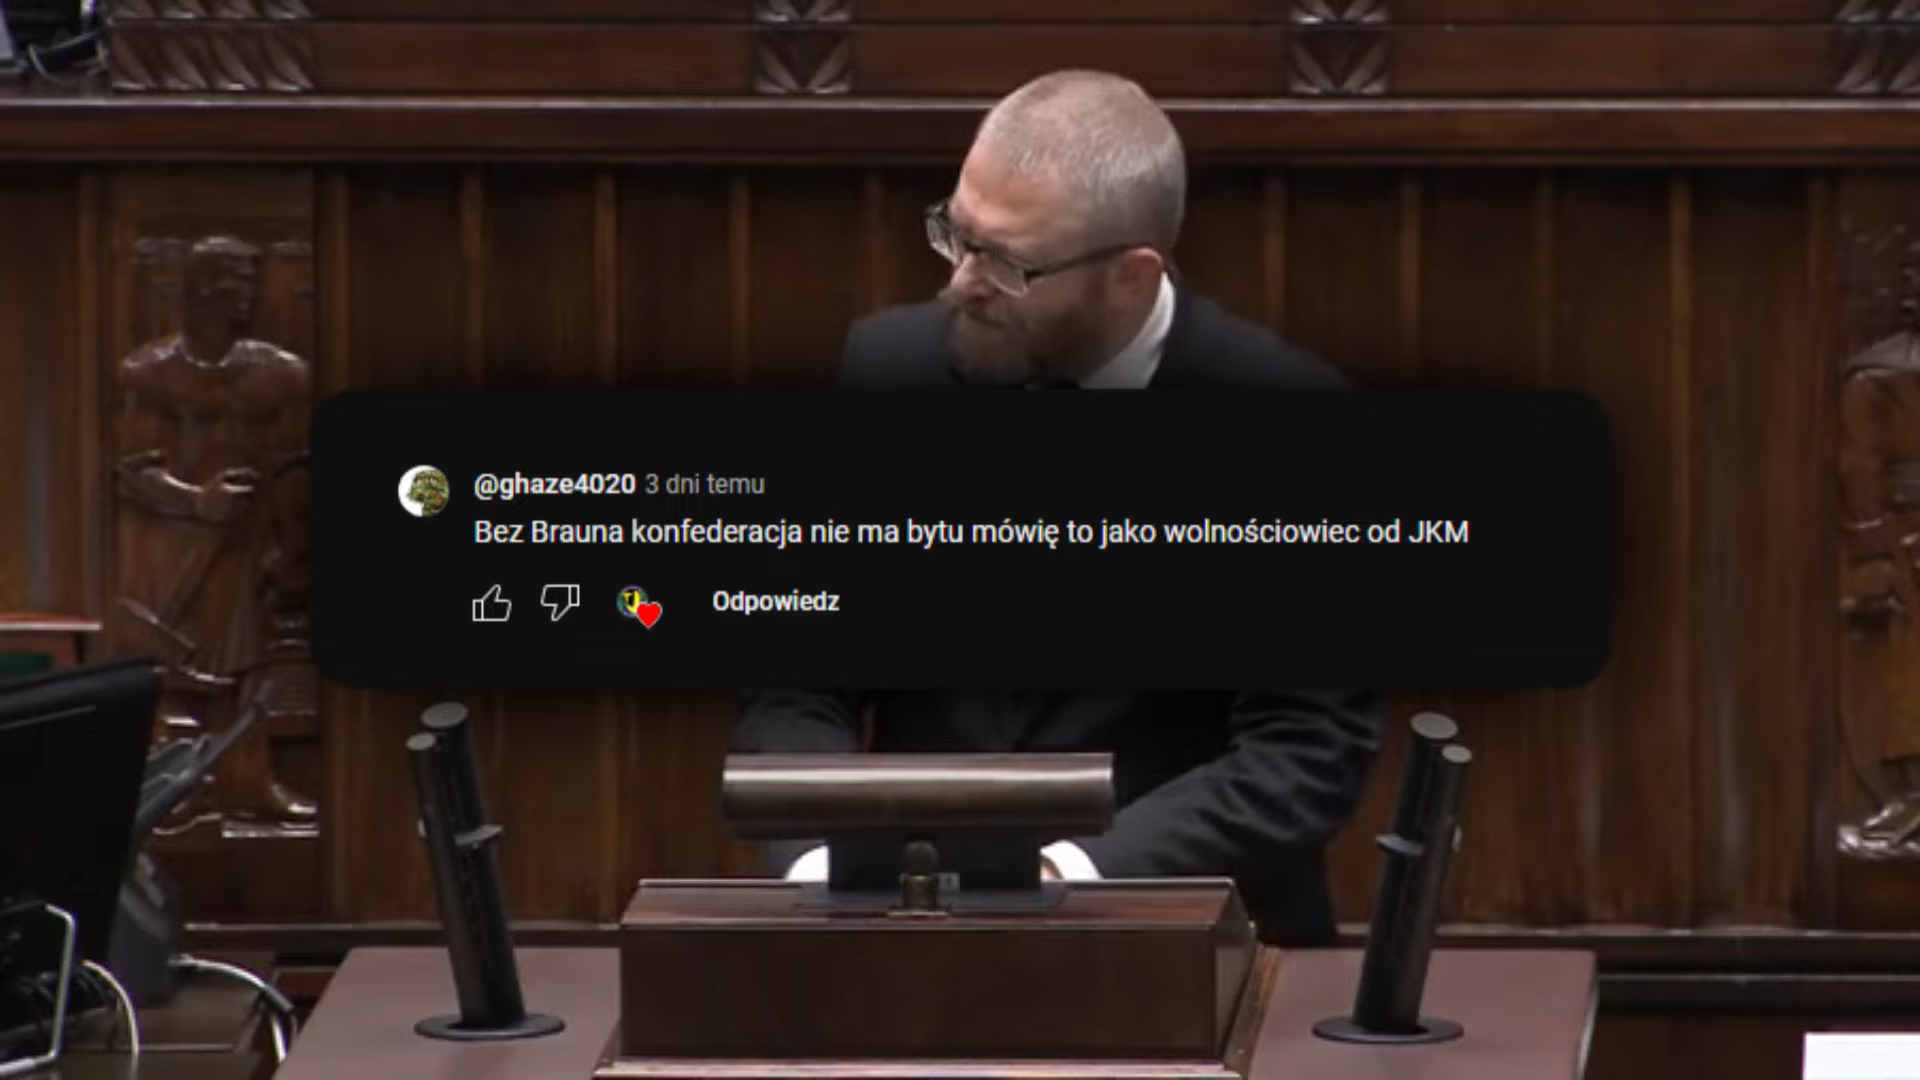 @ghaze4020 3 dni temu
Bez Brauna konfederacja nie ma bytu mówię to jako wolnościowiec od JKM
Odpowiedz